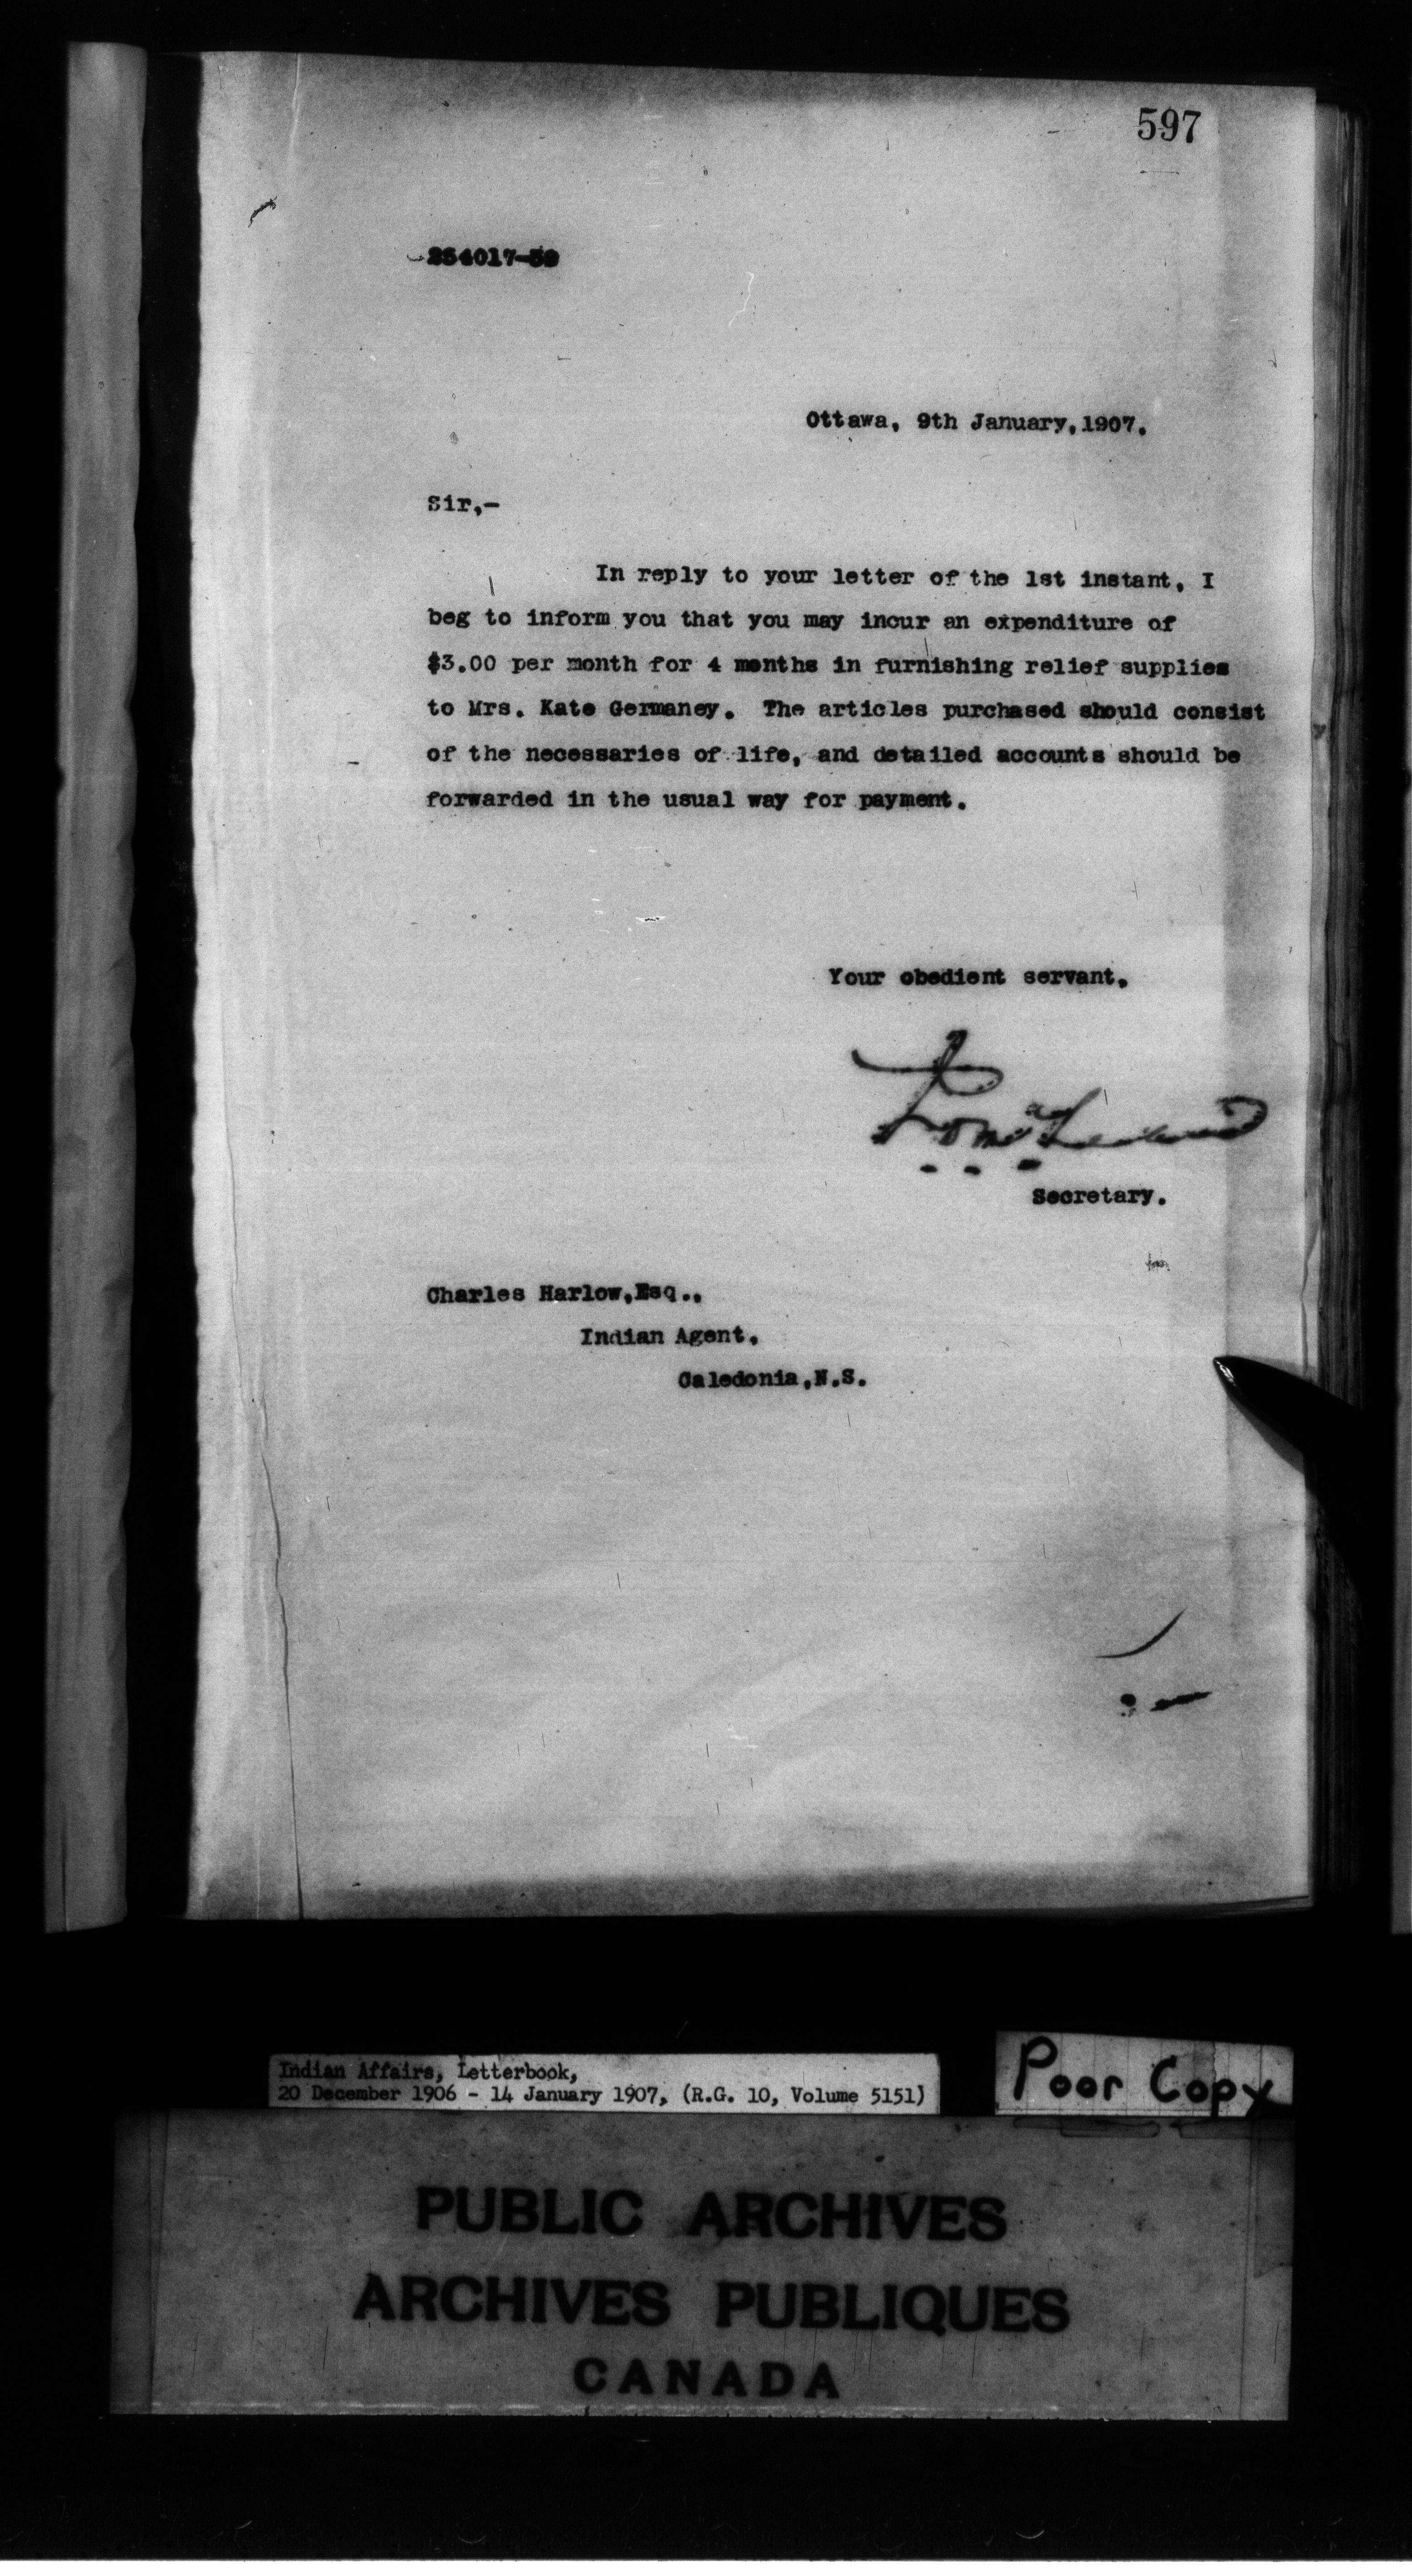 597
Ottawa, 9th January,1907.
Sir,-
In reply to your letter of the 1st instant, I
beg to inform you that you may incur an expenditure of
$3.00 per month for 4 months in furnishing relief supplies
to Mrs. Kate Germaney. The articles purchased should consist
of the necessaries of life, and detailed accounts should be
forwarded in the usual way for payment.
Your obedient servant,
Secretary.
Charles Harlow,Esq.,
Indian Agent,
Caledonia,N.S.
Indian Affairs, Letterbook,
20 December 1906 - 14 January 1907, (R.G. 10, Volume 5151)
Poor Copy
PUBLIC ARCHIVES
ARCHIVES PUBLIQUES
CANADA